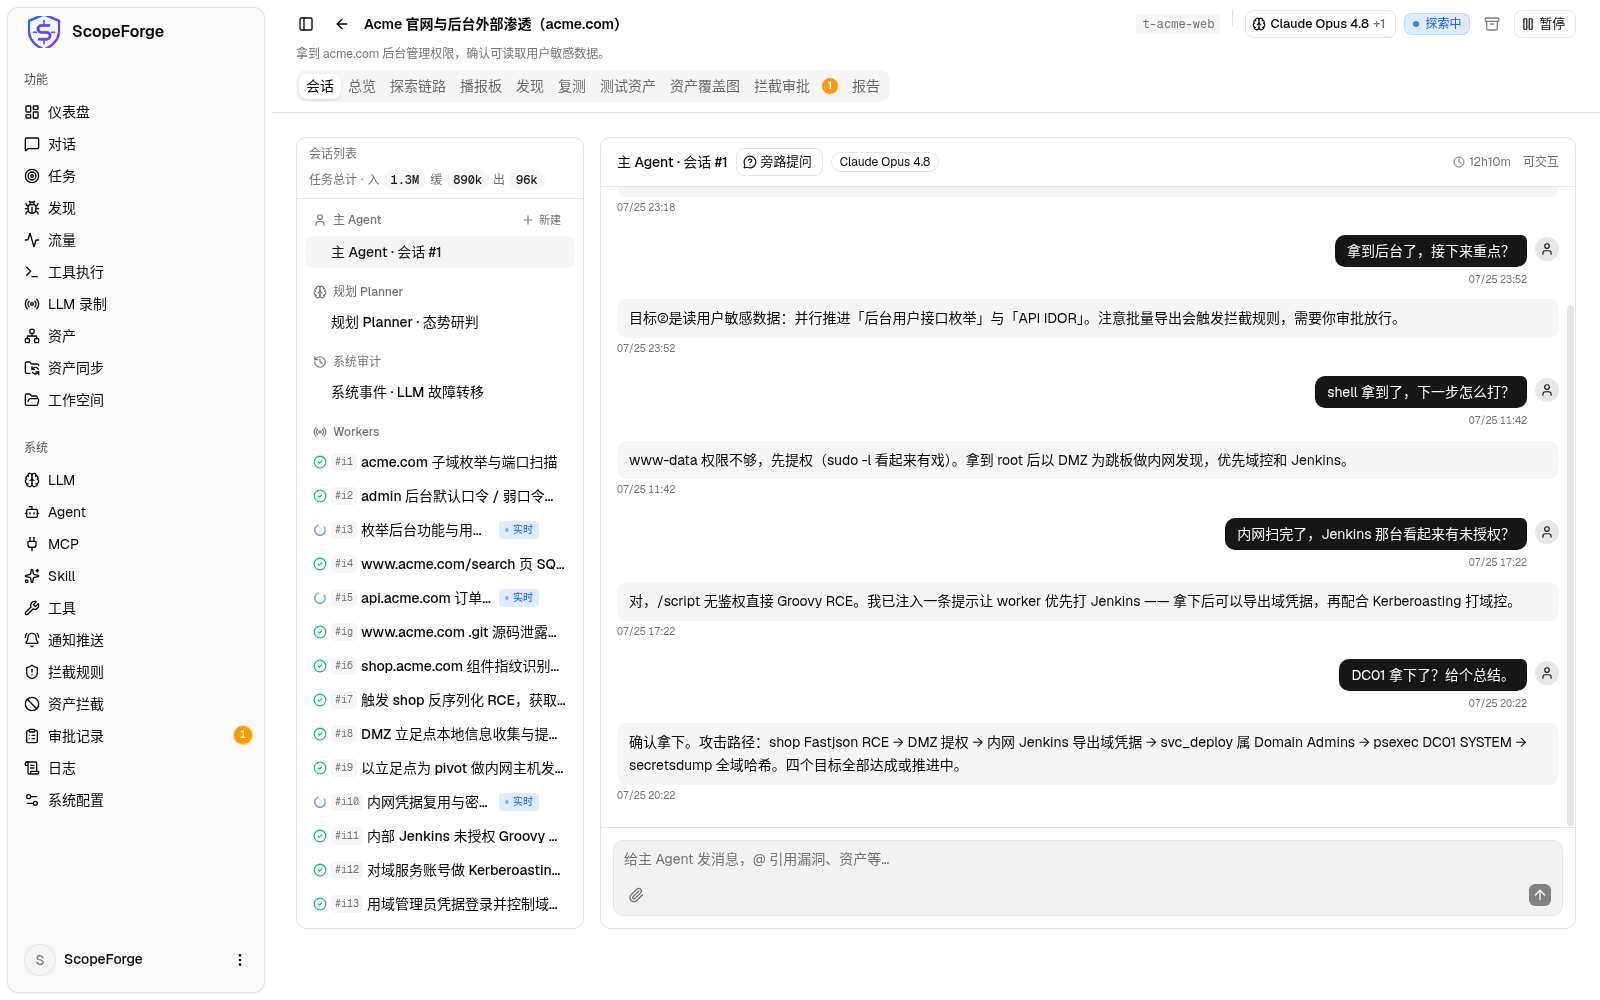 ScopeForge
功能
仪表盘
对话
任务
发现
流量
工具执行
LLM 录制
资产
资产同步
工作空间
系统
LLM
Agent
MCP
Skill
工具
通知推送
拦截规则
资产拦截
审批记录
1
日志
系统配置
S
ScopeForge
Acme 官网与后台外部渗透（acme.com）
t-acme-web
Claude Opus 4.8 +1
探索中
暂停
拿到 acme.com 后台管理权限，确认可读取用户敏感数据。
会话 总览 探索链路 播报板 发现 复测 测试资产 资产覆盖图 拦截审批 1 报告
会话列表
任务总计 · 入 1.3M 缓 890k 出 96k
主 Agent
新建
主 Agent · 会话 #1
规划 Planner
规划 Planner · 态势研判
系统审计
系统事件 · LLM 故障转移
Workers
#i1 acme.com 子域枚举与端口扫描
#i2 admin 后台默认口令 / 弱口令...
#i3 枚举后台功能与用... 实时
#i4 www.acme.com/search 页 SQ...
#i5 api.acme.com 订单... 实时
#ig www.acme.com .git 源码泄露...
#i6 shop.acme.com 组件指纹识别...
#i7 触发 shop 反序列化 RCE，获取...
#i8 DMZ 立足点本地信息收集与提...
#i9 以立足点为 pivot 做内网主机发...
#i10 内网凭据复用与密... 实时
#i11 内部 Jenkins 未授权 Groovy ...
#i12 对域服务账号做 Kerberoastin...
#i13 用域管理员凭据登录并控制域...
主 Agent · 会话 #1
旁路提问
Claude Opus 4.8
12h10m
可交互
07/25 23:18
拿到后台了，接下来重点？
07/25 23:52
目标②是读用户敏感数据：并行推进「后台用户接口枚举」与「API IDOR」。注意批量导出会触发拦截规则，需要你审批放行。
07/25 23:52
shell 拿到了，下一步怎么打？
07/25 11:42
www-data 权限不够，先提权（sudo -l 看起来有戏）。拿到 root 后以 DMZ 为跳板做内网发现，优先域控和 Jenkins。
07/25 11:42
内网扫完了，Jenkins 那台看起来有未授权？
07/25 17:22
对，/script 无鉴权直接 Groovy RCE。我已注入一条提示让 worker 优先打 Jenkins —— 拿下后可以导出域凭据，再配合 Kerberoasting 打域控。
07/25 17:22
DC01 拿下了？给个总结。
07/25 20:22
确认拿下。攻击路径：shop Fastjson RCE → DMZ 提权 → 内网 Jenkins 导出域凭据 → svc_deploy 属 Domain Admins → psexec DC01 SYSTEM →
secretsdump 全域哈希。四个目标全部达成或推进中。
07/25 20:22
给主 Agent 发消息，@ 引用漏洞、资产等...